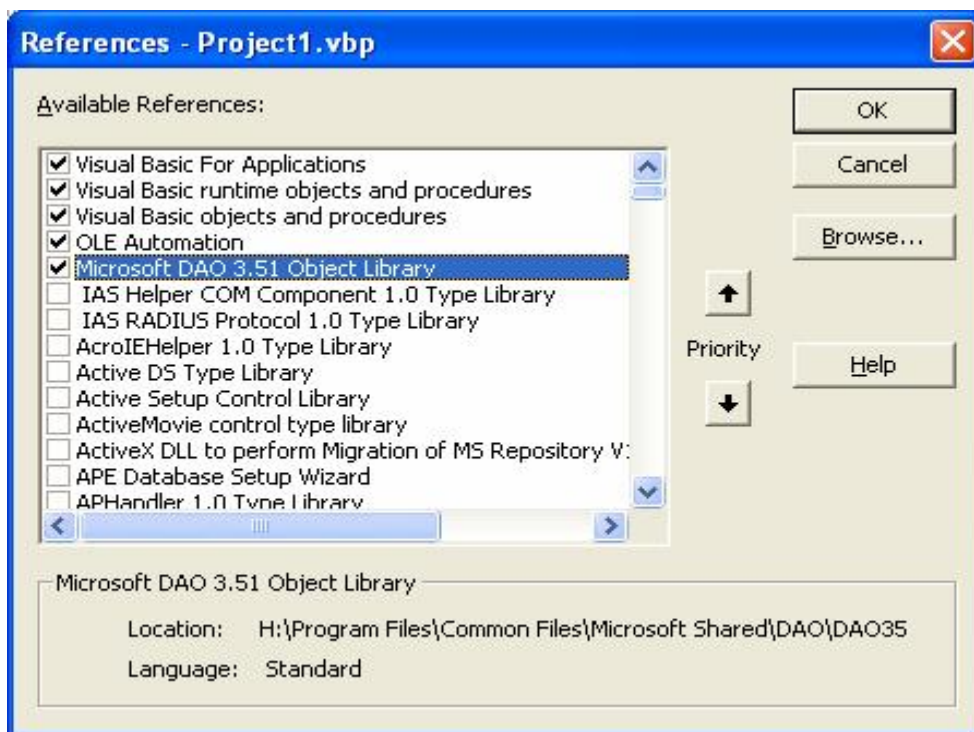 References - Project1.vbp
Available References:
Visual Basic For Applications
Visual Basic runtime objects and procedures
Visual Basic objects and procedures
OLE Automation
Microsoft DAO 3.51 Object Library
IAS Helper COM Component 1.0 Type Library
IAS RADIUS Protocol 1.0 Type Library
AcroIEHelper 1.0 Type Library
Active DS Type Library
Active Setup Control Library
ActiveMovie control type library
ActiveX DLL to perform Migration of MS Repository V
APE Database Setup Wizard
APHandler 1.0 Type Library
OK
Cancel
Browse...
Priority
Help
Microsoft DAO 3.51 Object Library
Location: H:\Program Files\Common Files\Microsoft Shared\DAO\DAO35
Language: Standard